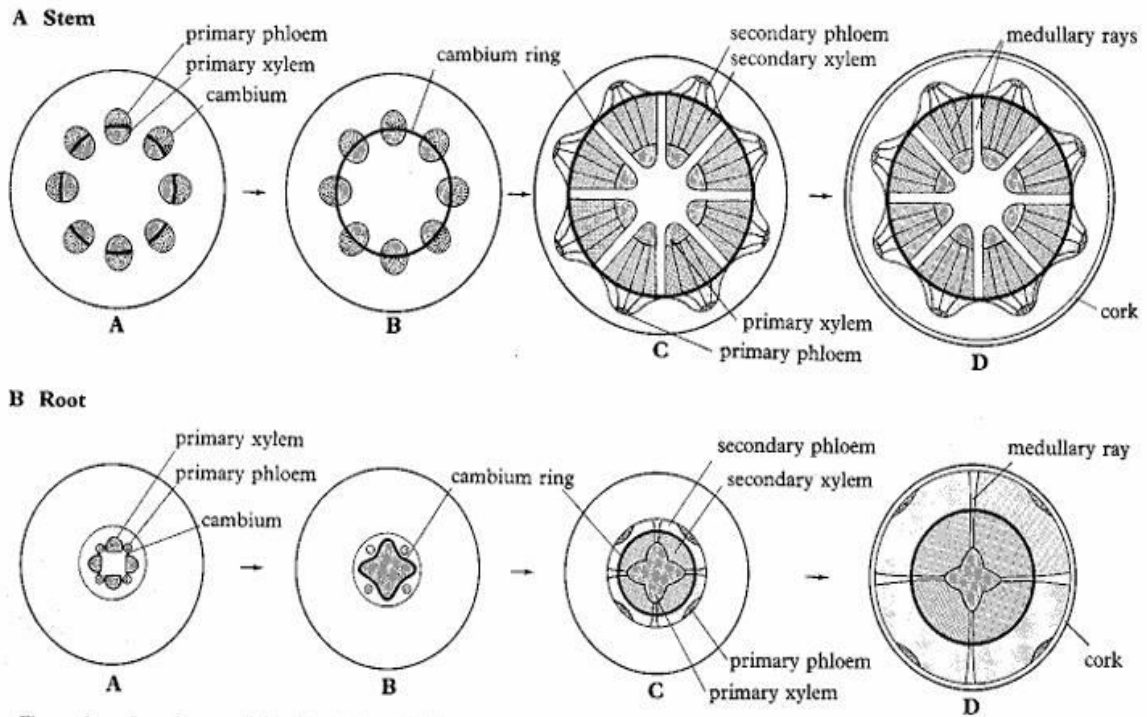 A Stem
primary phloem
primary xylem
cambium
cambium ring
secondary phloem
secondary xylem
medullary rays
primary xylem
primary phloem
cork
A
B
C
D
B Root
primary xylem
primary phloem
cambium
cambium ring
secondary phloem
secondary xylem
medullary ray
primary phloem
primary xylem
cork
A
B
C
D